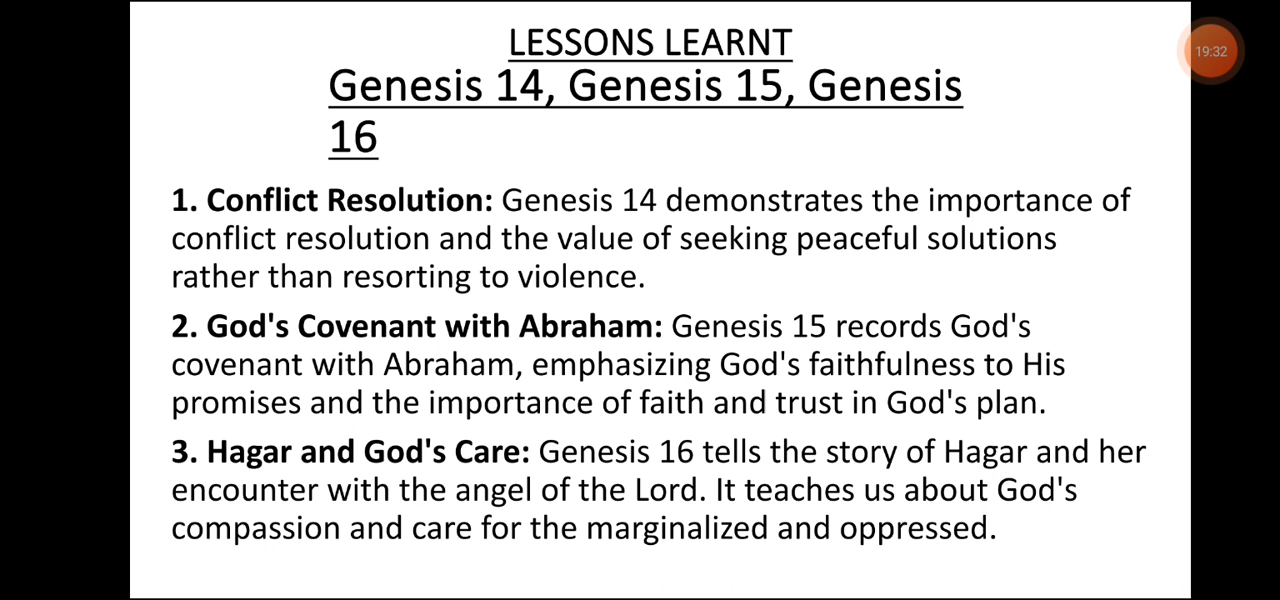 LESSONS LEARNT
19:32
Genesis 14, Genesis 15, Genesis
16
1. Conflict Resolution: Genesis 14 demonstrates the importance of
conflict resolution and the value of seeking peaceful solutions
rather than resorting to violence.
2. God's Covenant with Abraham: Genesis 15 records God's
covenant with Abraham, emphasizing God's faithfulness to His
promises and the importance of faith and trust in God's plan.
3. Hagar and God's Care: Genesis 16 tells the story of Hagar and her
encounter with the angel of the Lord. It teaches us about God's
compassion and care for the marginalized and oppressed.